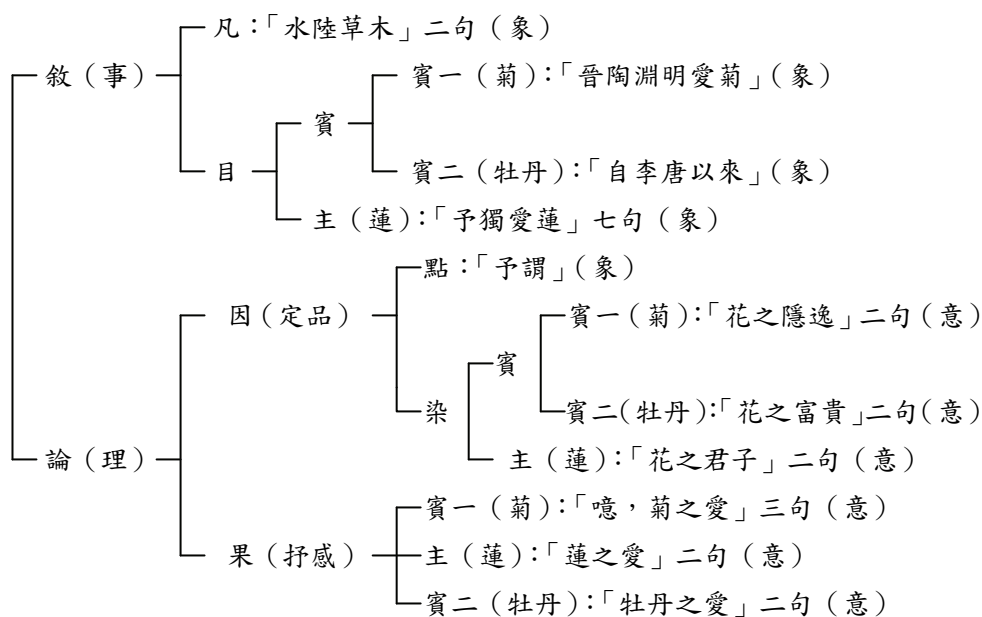 凡：「水陸草木」二句（象）
敘（事）
賓一（菊）：「晉陶淵明愛菊」（象）
賓
賓二（牡丹）：「自李唐以來」（象）
目
主（蓮）：「予獨愛蓮」七句（象）
點：「予謂」（象）
因（定品）
賓一（菊）：「花之隱逸」二句（意）
賓
染
賓二（牡丹）：「花之富貴」二句（意）
論（理）
主（蓮）：「花之君子」二句（意）
賓一（菊）：「噫，菊之愛」三句（意）
果（抒感）
主（蓮）：「蓮之愛」二句（意）
賓二（牡丹）：「牡丹之愛」二句（意）